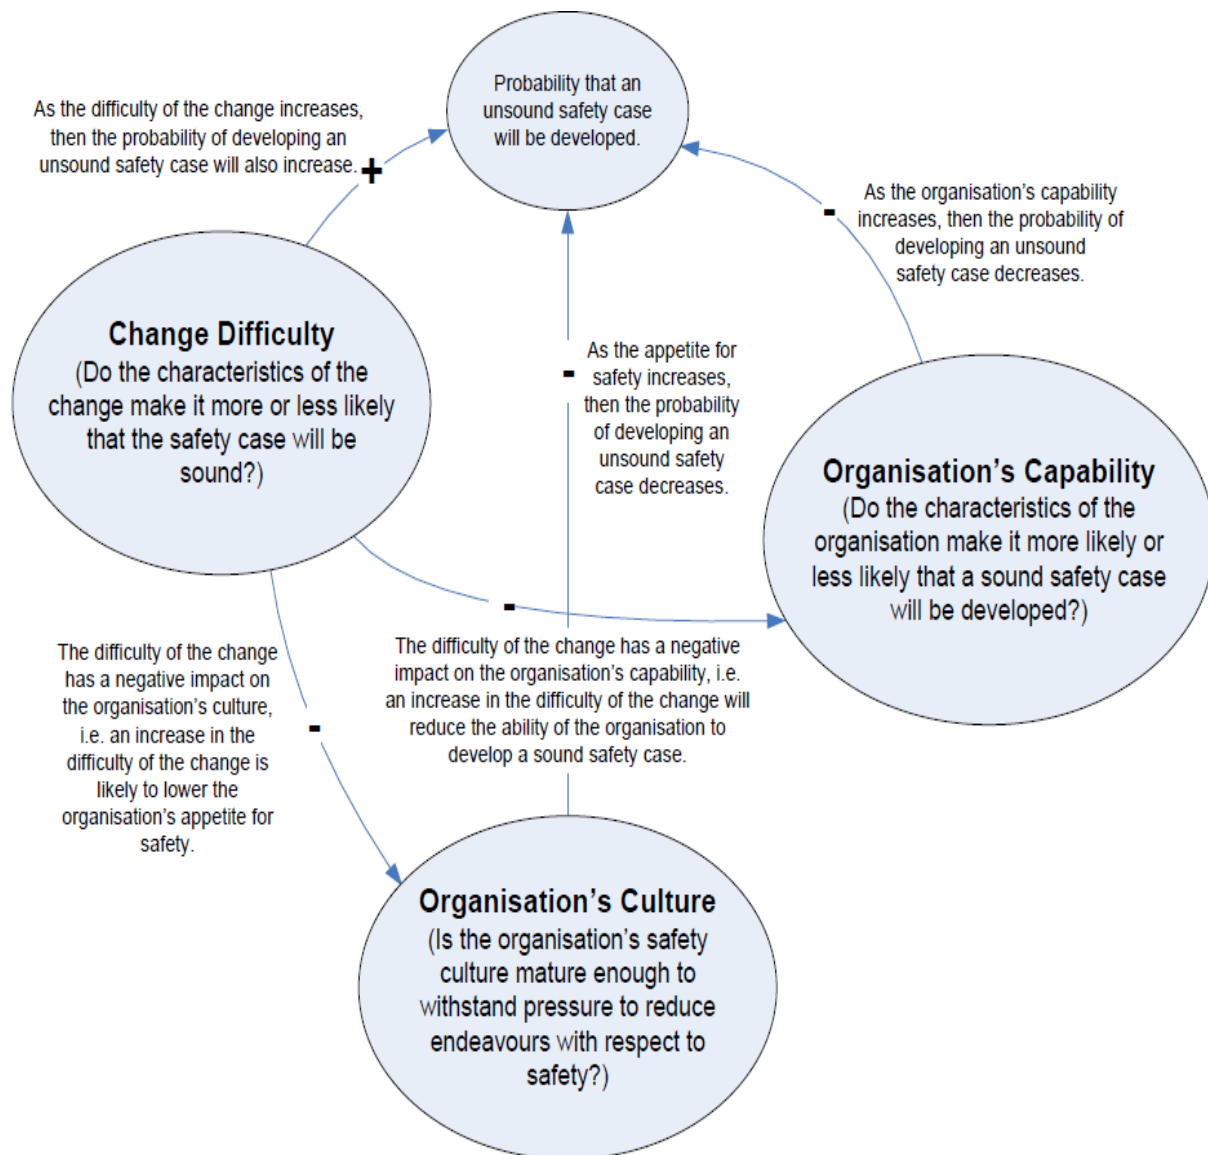 Probability that an
unsound safety case
will be developed.
As the difficulty of the change increases,
then the probability of developing an
unsound safety case will also increase.
+
As the organisation's capability
increases, then the probability of
developing an unsound
safety case decreases.
-
Change Difficulty
(Do the characteristics of the
change make it more or less likely
that the safety case will be
sound?)
As the appetite for
safety increases,
then the probability
of developing an
unsound safety
case decreases.
-
Organisation's Capability
(Do the characteristics of the
organisation make it more likely or
less likely that a sound safety case
will be developed?)
-
The difficulty of the change has a negative
impact on the organisation's capability, i.e.
an increase in the difficulty of the change will
reduce the ability of the organisation to
develop a sound safety case.
The difficulty of the change
has a negative impact on
the organisation's culture,
i.e. an increase in the
difficulty of the change is
likely to lower the
organisation's appetite for
safety.
-
Organisation's Culture
(Is the organisation's safety
culture mature enough to
withstand pressure to reduce
endeavours with respect to
safety?)